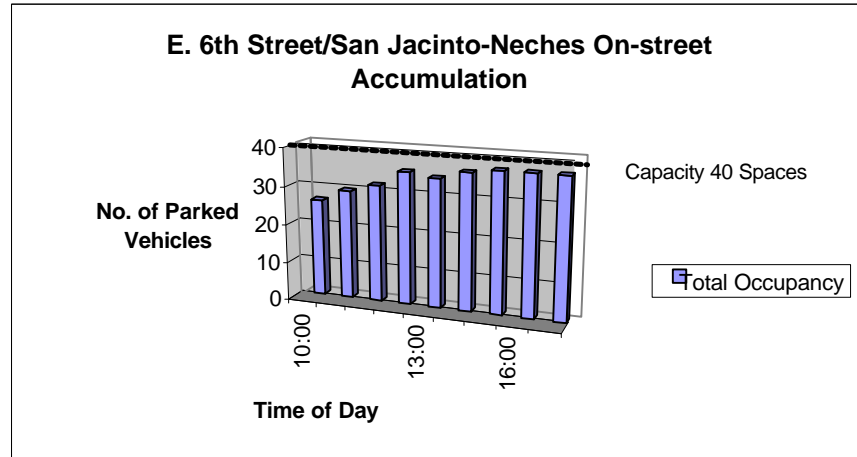 E. 6th Street/San Jacinto-Neches On-street
Accumulation
40
30
20
10
0
No. of Parked
Vehicles
Capacity 40 Spaces
Total Occupancy
10:00
13:00
16:00
Time of Day